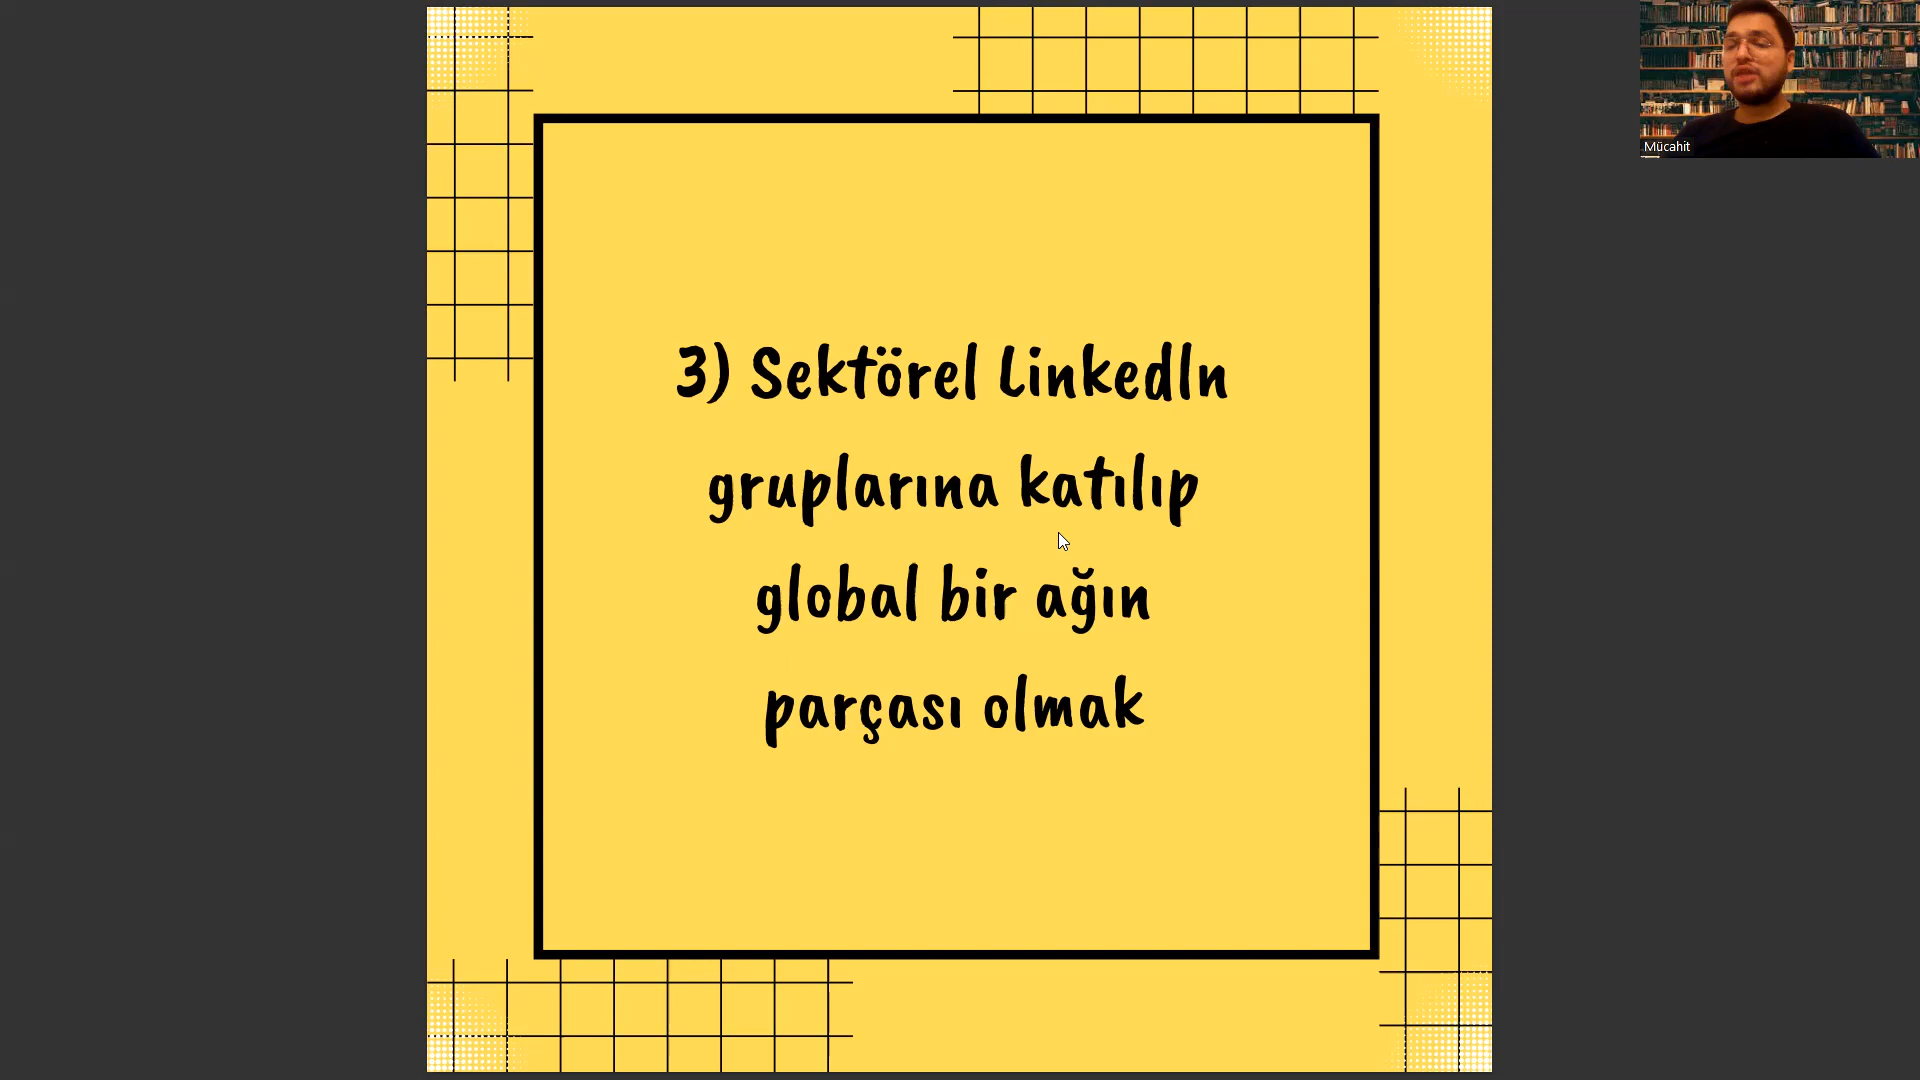 3) Sektörel LinkedIn
gruplarına katılıp
global bir ağın
parçası olmak
Mücahit